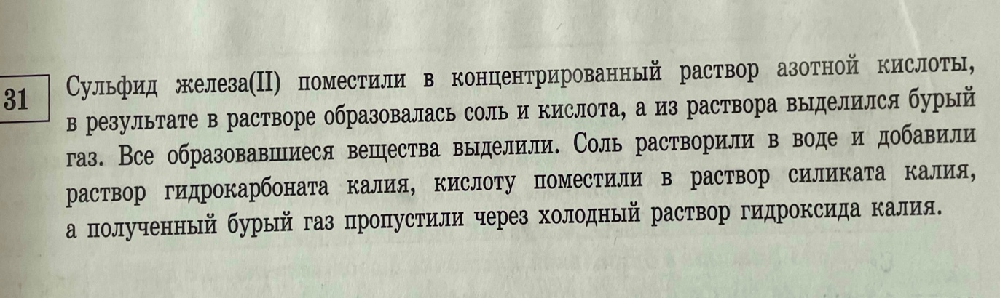 31
Сульфид железа(II) поместили в концентрированный раствор азотной кислоты,
в результате в растворе образовалась соль и кислота, а из раствора выделился бурый
газ. Все образовавшиеся вещества выделили. Соль растворили в воде и добавили
раствор гидрокарбоната калия, кислоту поместили в раствор силиката калия,
а полученный бурый газ пропустили через холодный раствор гидроксида калия.